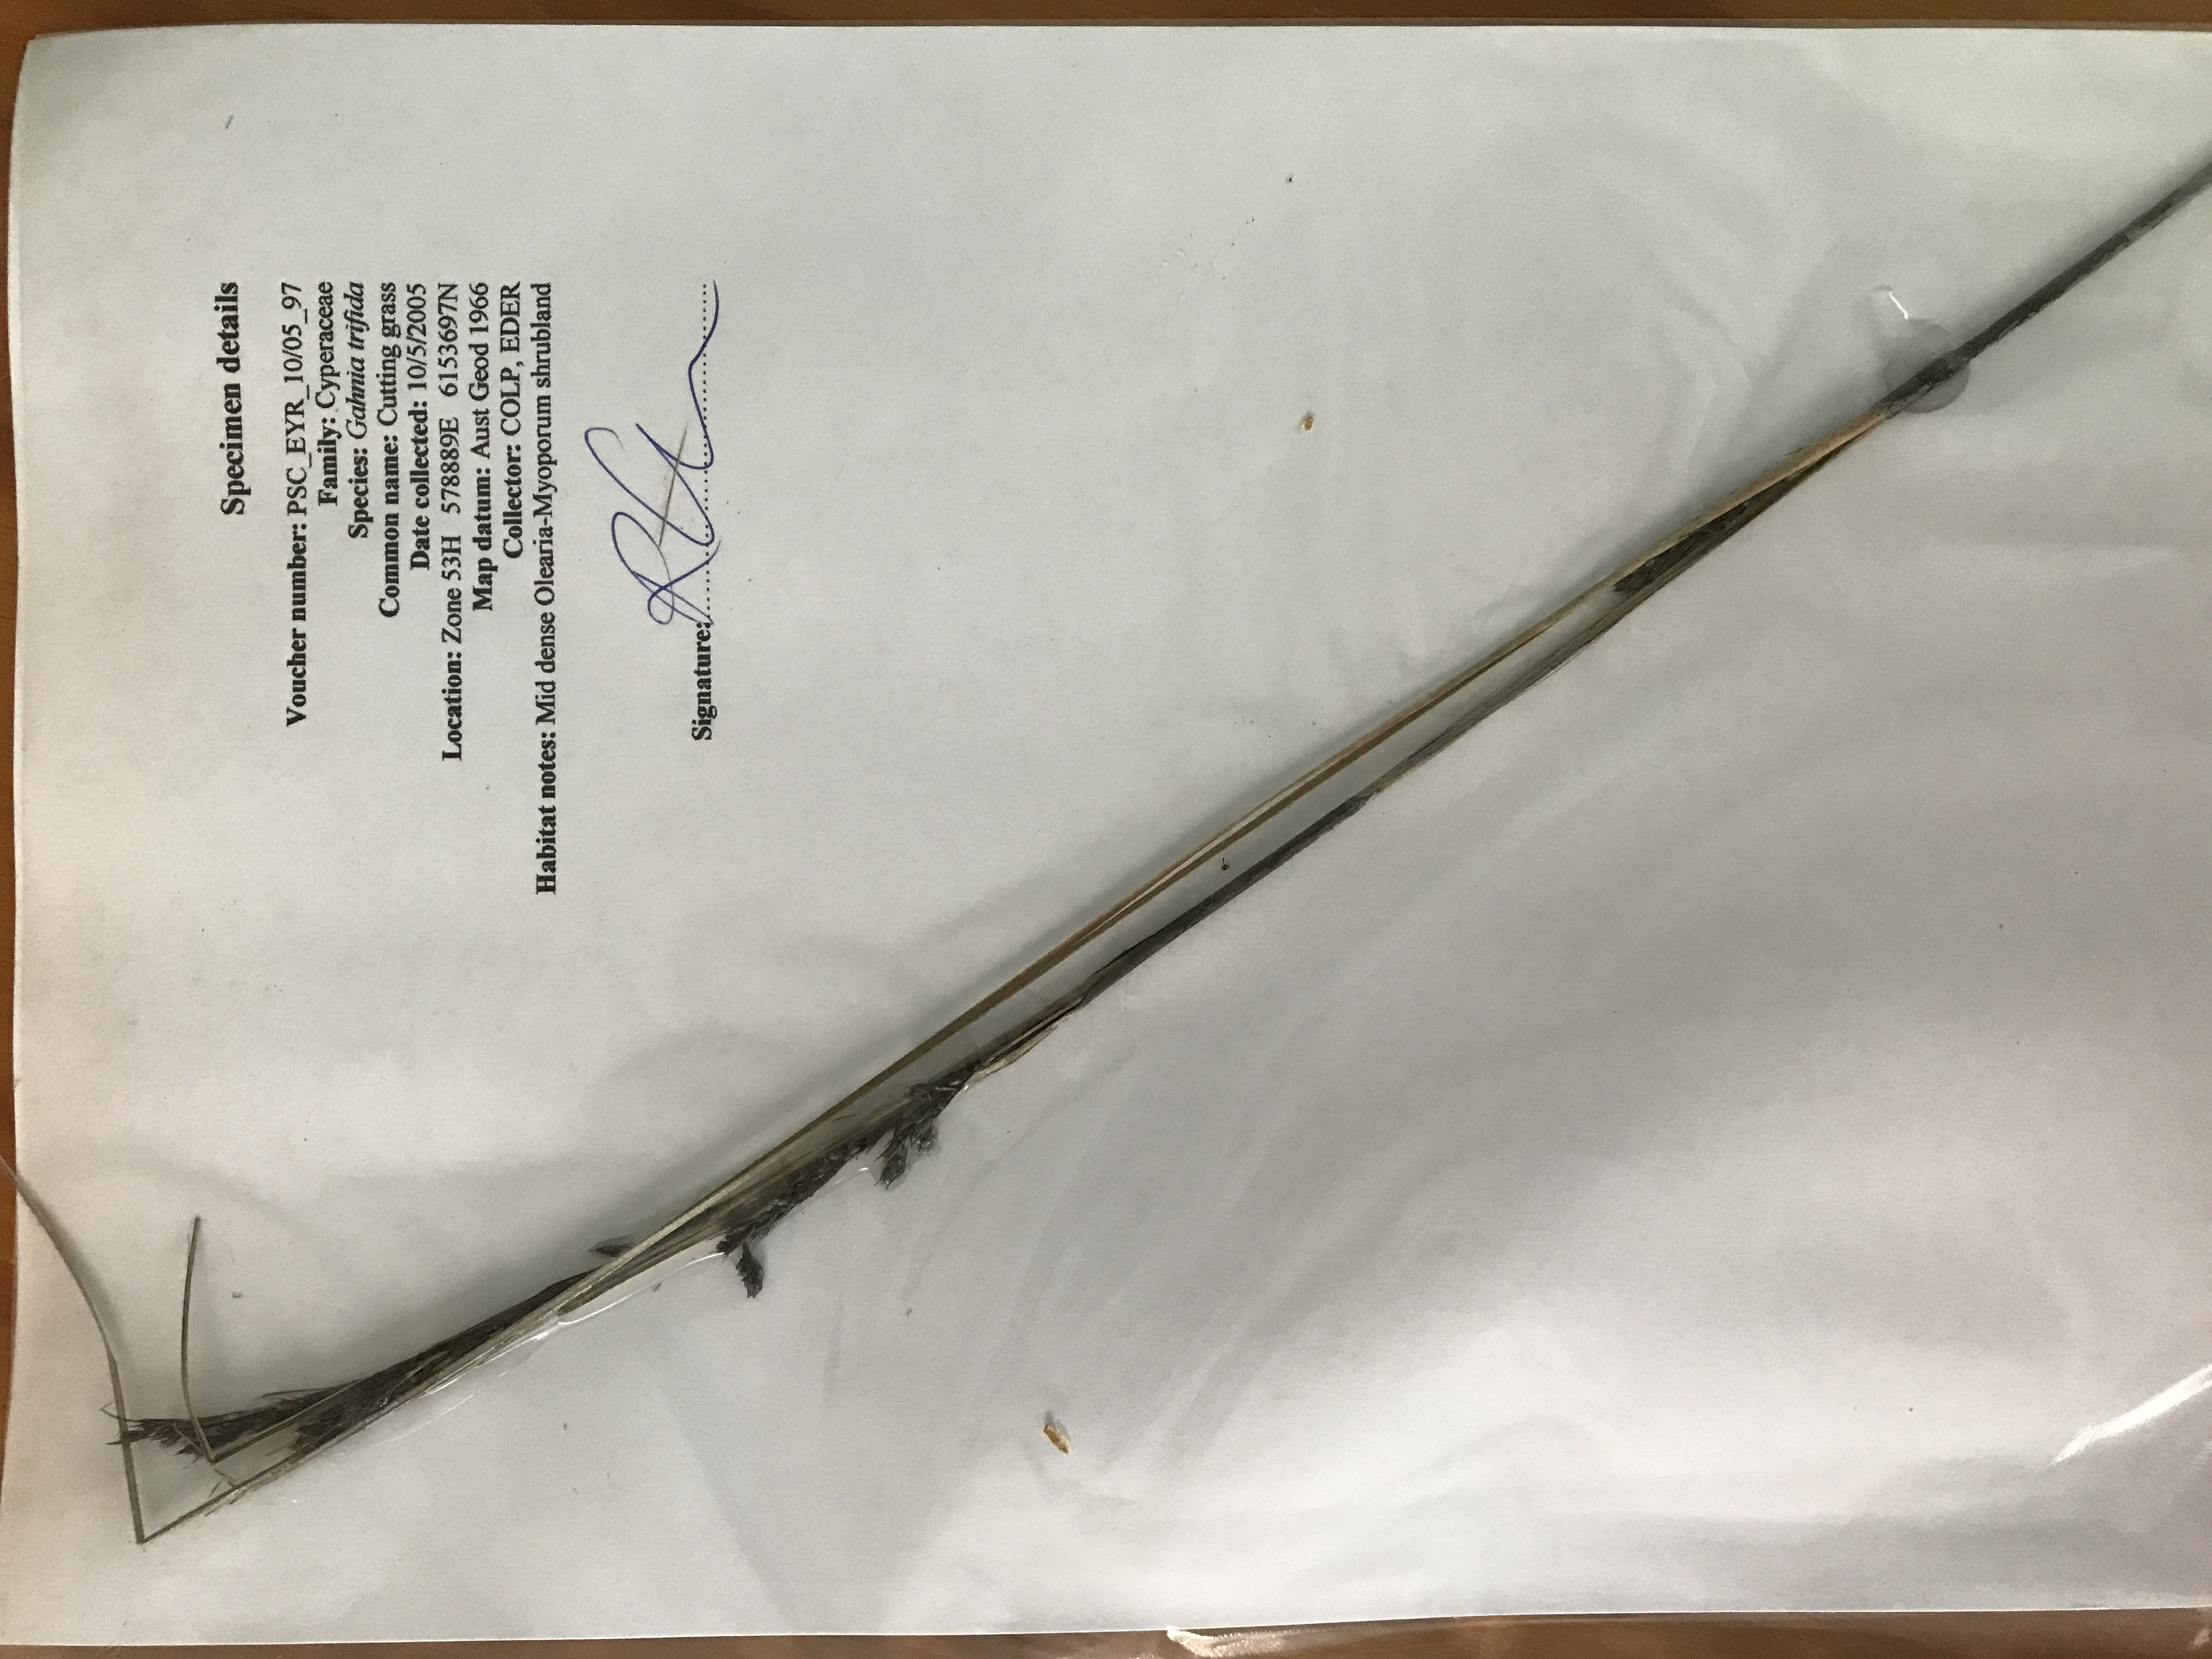 Specimen details
Voucher number: PSC_EYR_10/05_97
Family: Cyperaceae
Species: Gahnia trifida
Common name: Cutting grass
Date collected: 10/5/2005
Location: Zone 53H 578889E 6153697N
Map datum: Aust Geod 1966
Collector: COLP, EDER
Habitat notes: Mid dense Olearia-Myoporum shrubland
Signature: